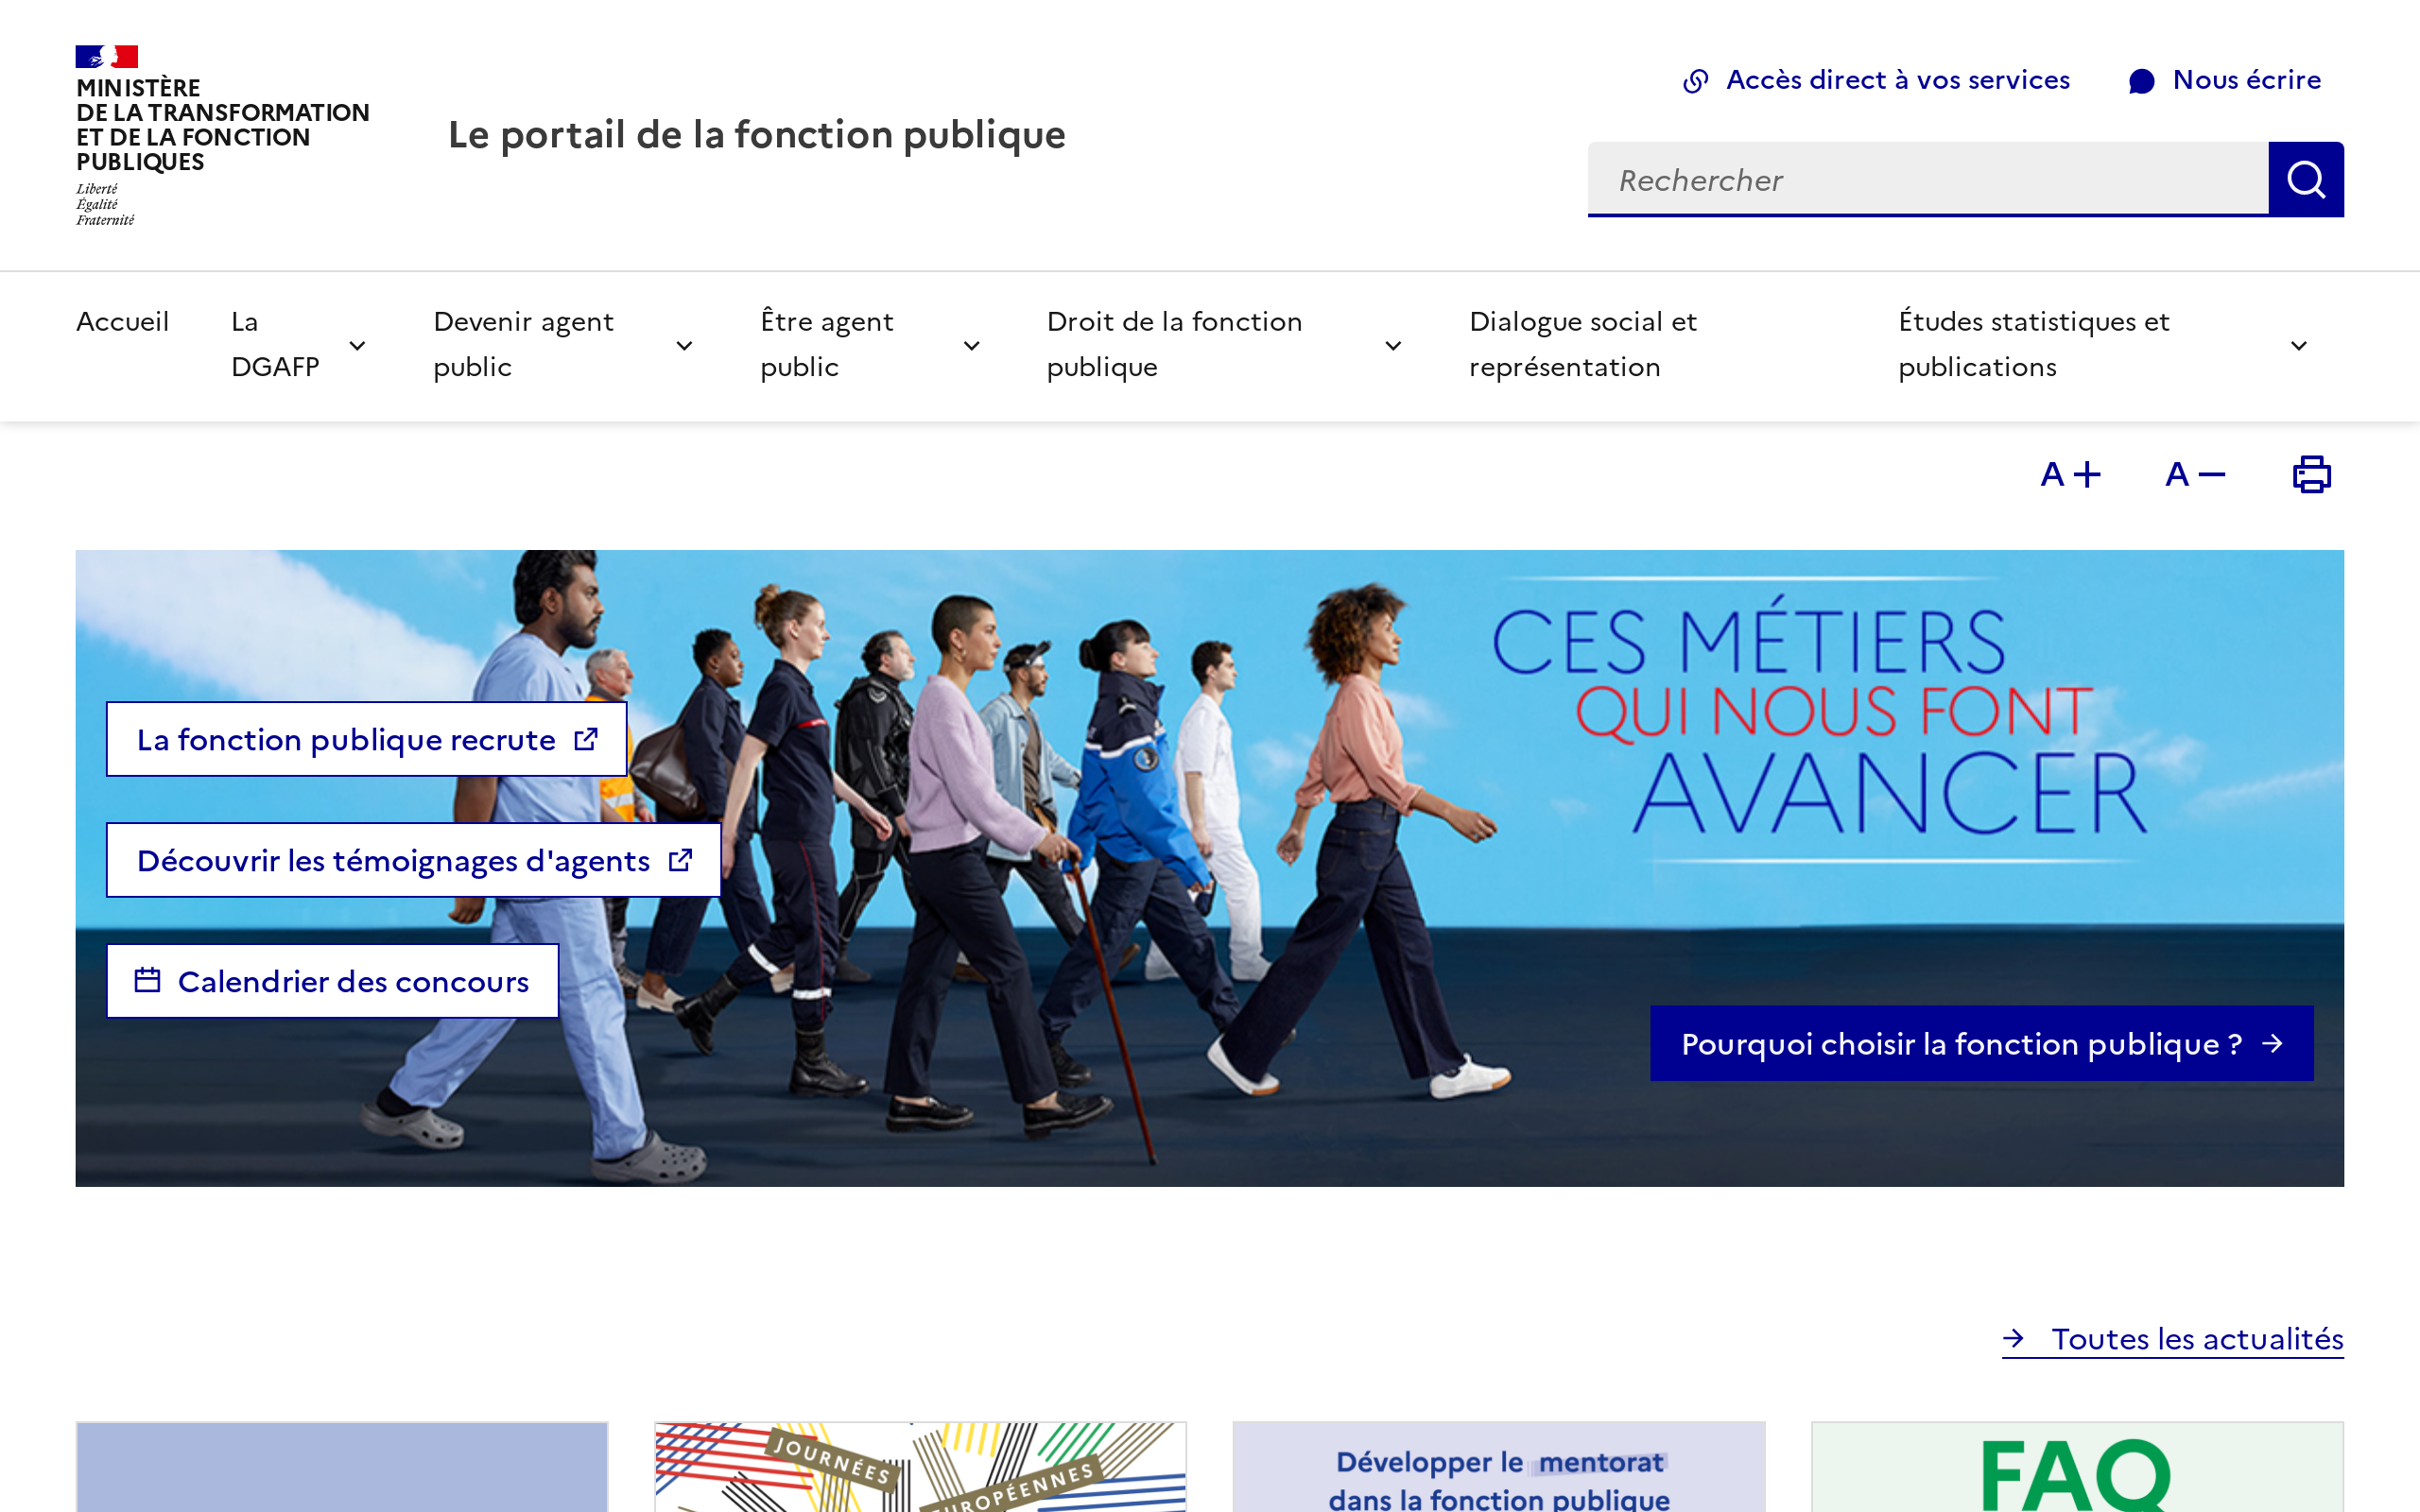 MINISTÈRE
DE LA TRANSFORMATION
ET DE LA FONCTION
PUBLIQUES
Liberté
Égalité
Fraternité
Le portail de la fonction publique
Accès direct à vos services
Nous écrire
Rechercher
Accueil
La
DGAFP
Devenir agent
public
Être agent
public
Droit de la fonction
publique
Dialogue social et
représentation
Études statistiques et
publications
A+
A−
CES MÉTIERS
QUI NOUS FONT
AVANCER
La fonction publique recrute
Découvrir les témoignages d'agents
Calendrier des concours
Pourquoi choisir la fonction publique ?
Toutes les actualités
JOURNÉES
EUROPÉENNES
Développer le mentorat
dans la fonction publique
FAQ